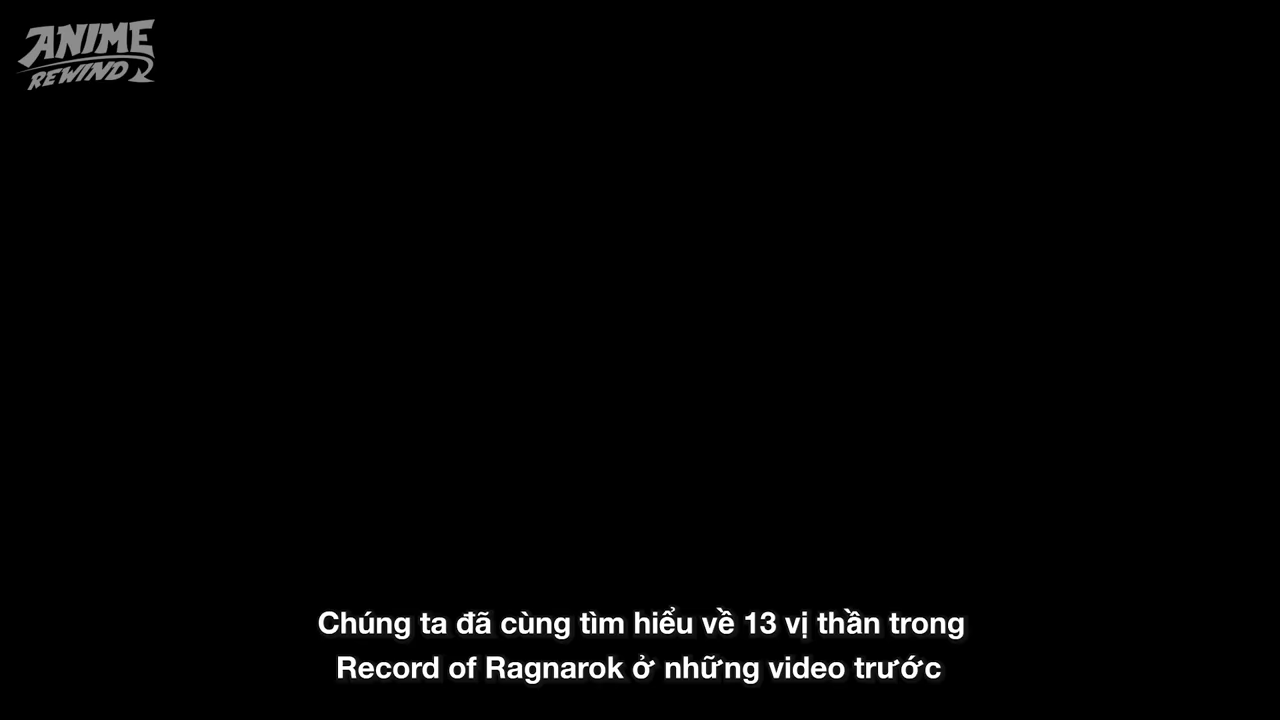 ANIME
REWIND
Chúng ta đã cùng tìm hiểu về 13 vị thần trong
Record of Ragnarok ở những video trước